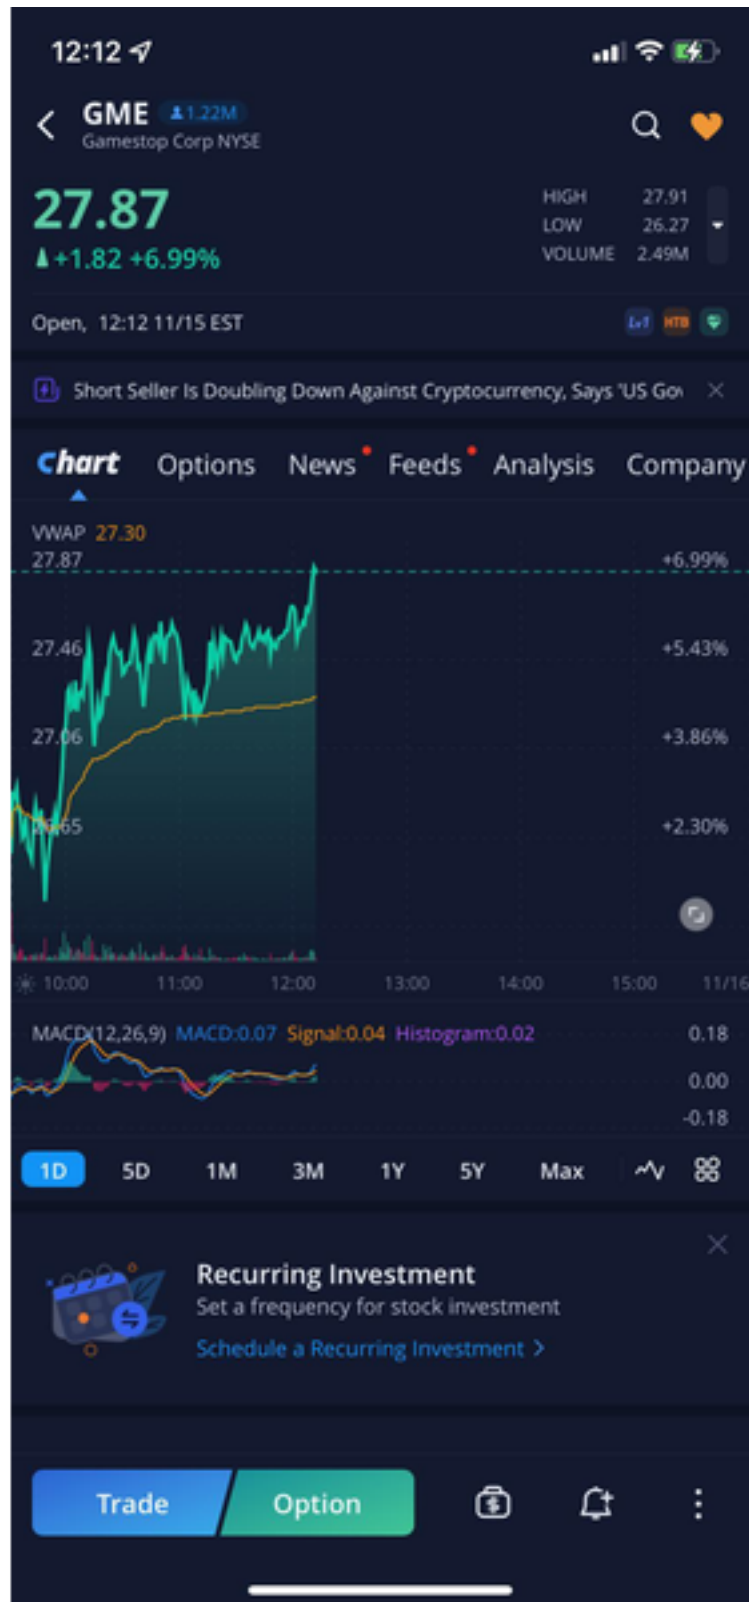 12:12
GME 1.22M
Gamestop Corp NYSE
27.87
+1.82 +6.99%
HIGH 27.91
LOW 26.27
VOLUME 2.49M
Open, 12:12 11/15 EST
Lv1 HTB
Short Seller Is Doubling Down Against Cryptocurrency, Says 'US Gov
Chart Options News Feeds Analysis Company
VWAP 27.30
27.87 +6.99%
27.46 +5.43%
27.06 +3.86%
26.65 +2.30%
10:00 11:00 12:00 13:00 14:00 15:00 11/16
MACD(12,26,9) MACD:0.07 Signal:0.04 Histogram:0.02 0.18
0.00
-0.18
1D 5D 1M 3M 1Y 5Y Max
Recurring Investment
Set a frequency for stock investment
Schedule a Recurring Investment >
Trade Option